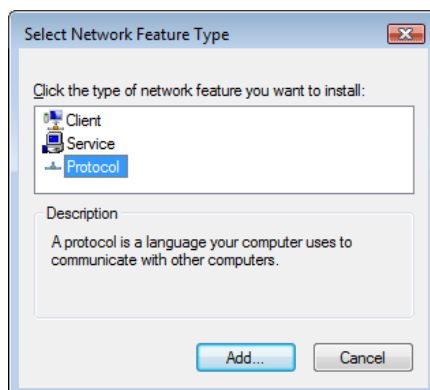 Select Network Feature Type
Click the type of network feature you want to install:
Client
Service
Protocol
Description
A protocol is a language your computer uses to
communicate with other computers.
Add...
Cancel